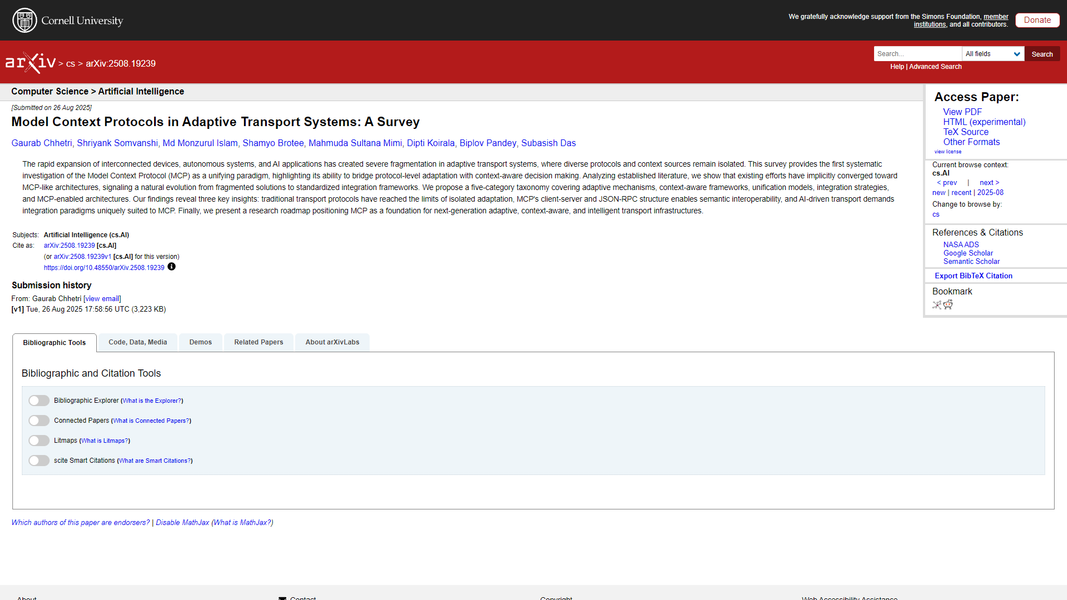 Cornell University
We gratefully acknowledge support from the Simons Foundation, member
institutions, and all contributors.
Donate
arXiv > cs > arXiv:2508.19239
Search...
All fields
Search
Help | Advanced Search
Computer Science > Artificial Intelligence
[Submitted on 26 Aug 2025]
Model Context Protocols in Adaptive Transport Systems: A Survey
Gaurab Chhetri, Shriyank Somvanshi, Md Monzurul Islam, Shamyo Brotee, Mahmuda Sultana Mimi, Dipti Koirala, Biplov Pandey, Subasish Das
The rapid expansion of interconnected devices, autonomous systems, and AI applications has created severe fragmentation in adaptive transport systems, where diverse protocols and context sources remain isolated. This survey provides the first systematic
investigation of the Model Context Protocol (MCP) as a unifying paradigm, highlighting its ability to bridge protocol-level adaptation with context-aware decision making. Analyzing established literature, we show that existing efforts have implicitly converged toward
MCP-like architectures, signaling a natural evolution from fragmented solutions to standardized integration frameworks. We propose a five-category taxonomy covering adaptive mechanisms, context-aware frameworks, unification models, integration strategies,
and MCP-enabled architectures. Our findings reveal three key insights: traditional transport protocols have reached the limits of isolated adaptation, MCP's client-server and JSON-RPC structure enables semantic interoperability, and AI-driven transport demands
integration paradigms uniquely suited to MCP. Finally, we present a research roadmap positioning MCP as a foundation for next-generation adaptive, context-aware, and intelligent transport infrastructures.
Subjects: Artificial Intelligence (cs.AI)
Cite as: arXiv:2508.19239 [cs.AI]
(or arXiv:2508.19239v1 [cs.AI] for this version)
https://doi.org/10.48550/arXiv.2508.19239
Submission history
From: Gaurab Chhetri [view email]
[v1] Tue, 26 Aug 2025 17:58:56 UTC (3,223 KB)
Access Paper:
View PDF
HTML (experimental)
TeX Source
Other Formats
view license
Current browse context:
cs.AI
< prev | next >
new | recent | 2025-08
Change to browse by:
cs
References & Citations
NASA ADS
Google Scholar
Semantic Scholar
Export BibTeX Citation
Bookmark
Bibliographic Tools
Code, Data, Media
Demos
Related Papers
About arXivLabs
Bibliographic and Citation Tools
Bibliographic Explorer (What is the Explorer?)
Connected Papers (What is Connected Papers?)
Litmaps (What is Litmaps?)
scite Smart Citations (What are Smart Citations?)
Which authors of this paper are endorsers? | Disable MathJax (What is MathJax?)
About
Contact
Copyright
Web Accessibility Assistance